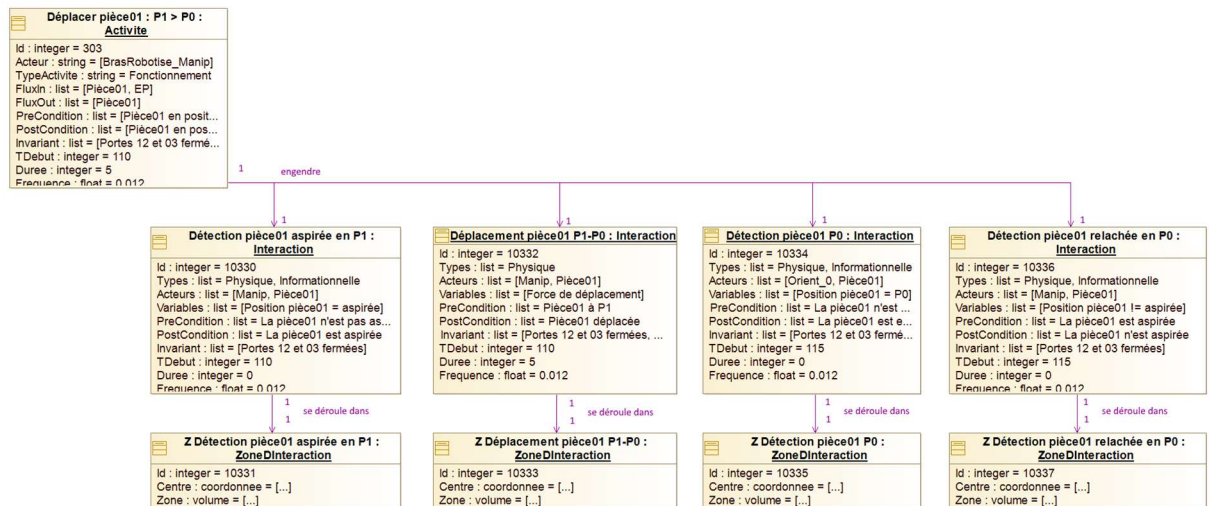 Déplacer pièce01 : P1 > P0 :
Activite
Id : integer = 303
Acteur : string = [BrasRobotise_Manip]
TypeActivite : string = Fonctionnement
FluxIn : list = [Pièce01, EP]
FluxOut : list = [Pièce01]
PreCondition : list = [Pièce01 en posit...
PostCondition : list = [Pièce01 en pos...
Invariant : list = [Portes 12 et 03 fermé...
TDebut : integer = 110
Duree : integer = 5
Frequence : float = 0.012
1
engendre
1
1
1
1
Détection pièce01 aspirée en P1 :
Interaction
Id : integer = 10330
Types : list = Physique, Informationnelle
Acteurs : list = [Manip, Pièce01]
Variables : list = [Position pièce01 = aspirée]
PreCondition : list = La pièce01 n'est pas as...
PostCondition : list = La pièce01 est aspirée
Invariant : list = [Portes 12 et 03 fermées]
TDebut : integer = 110
Duree : integer = 0
Frequence : float = 0.012
Déplacement pièce01 P1-P0 : Interaction
Id : integer = 10332
Types : list = Physique
Acteurs : list = [Manip, Pièce01]
Variables : list = [Force de déplacement]
PreCondition : list = Pièce01 à P1
PostCondition : list = Pièce01 déplacée
Invariant : list = [Portes 12 et 03 fermées, ...
TDebut : integer = 110
Duree : integer = 5
Frequence : float = 0.012
Détection pièce01 P0 : Interaction
Id : integer = 10334
Types : list = Physique, Informationnelle
Acteurs : list = [Orient_0, Pièce01]
Variables : list = [Position pièce01 = P0]
PreCondition : list = La pièce01 n'est ...
PostCondition : list = La pièce01 est e...
Invariant : list = [Portes 12 et 03 fermé...
TDebut : integer = 115
Duree : integer = 0
Frequence : float = 0.012
Détection pièce01 relachée en P0 :
Interaction
Id : integer = 10336
Types : list = Physique, Informationnelle
Acteurs : list = [Manip, Pièce01]
Variables : list = [Position pièce01 != aspirée]
PreCondition : list = La pièce01 est aspirée
PostCondition : list = La pièce01 n'est aspirée
Invariant : list = [Portes 12 et 03 fermées]
TDebut : integer = 115
Duree : integer = 0
Frequence : float = 0.012
1
se déroule dans
1
1
se déroule dans
1
1
se déroule dans
1
1
se déroule dans
1
Z Détection pièce01 aspirée en P1 :
ZoneDInteraction
Id : integer = 10331
Centre : coordonnee = [...]
Zone : volume = [...]
Z Déplacement pièce01 P1-P0 :
ZoneDInteraction
Id : integer = 10333
Centre : coordonnee = [...]
Zone : volume = [...]
Z Détection pièce01 P0 :
ZoneDInteraction
Id : integer = 10335
Centre : coordonnee = [...]
Zone : volume = [...]
Z Détection pièce01 relachée en P0 :
ZoneDInteraction
Id : integer = 10337
Centre : coordonnee = [...]
Zone : volume = [...]